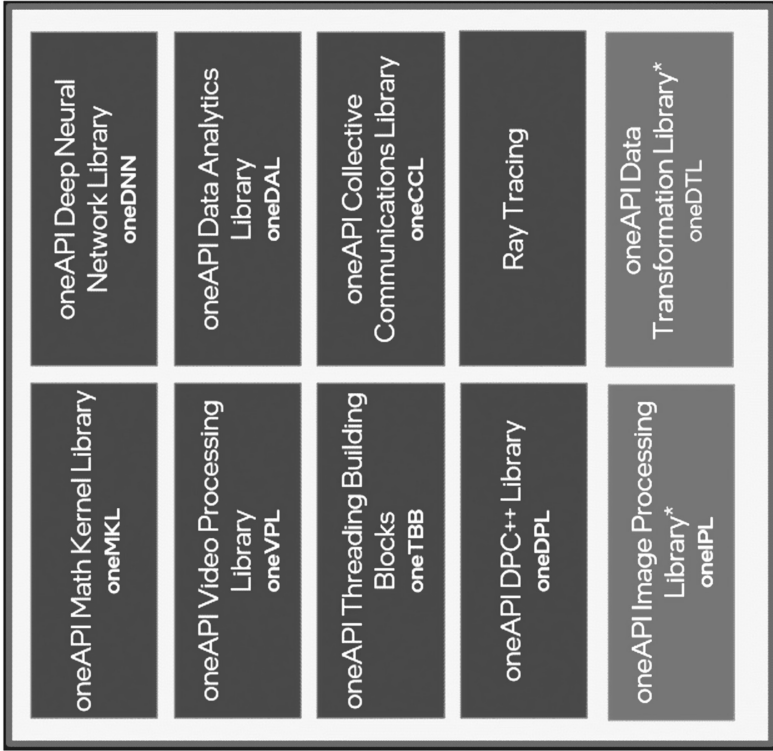 oneAPI Math Kernel Library
oneMKL
oneAPI Deep Neural
Network Library
oneDNN
oneAPI Video Processing
Library
oneVPL
oneAPI Data Analytics
Library
oneDAL
oneAPI Threading Building
Blocks
oneTBB
oneAPI Collective
Communications Library
oneCCL
oneAPI DPC++ Library
oneDPL
Ray Tracing
oneAPI Image Processing
Library*
oneIPL
oneAPI Data
Transformation Library*
oneDTL